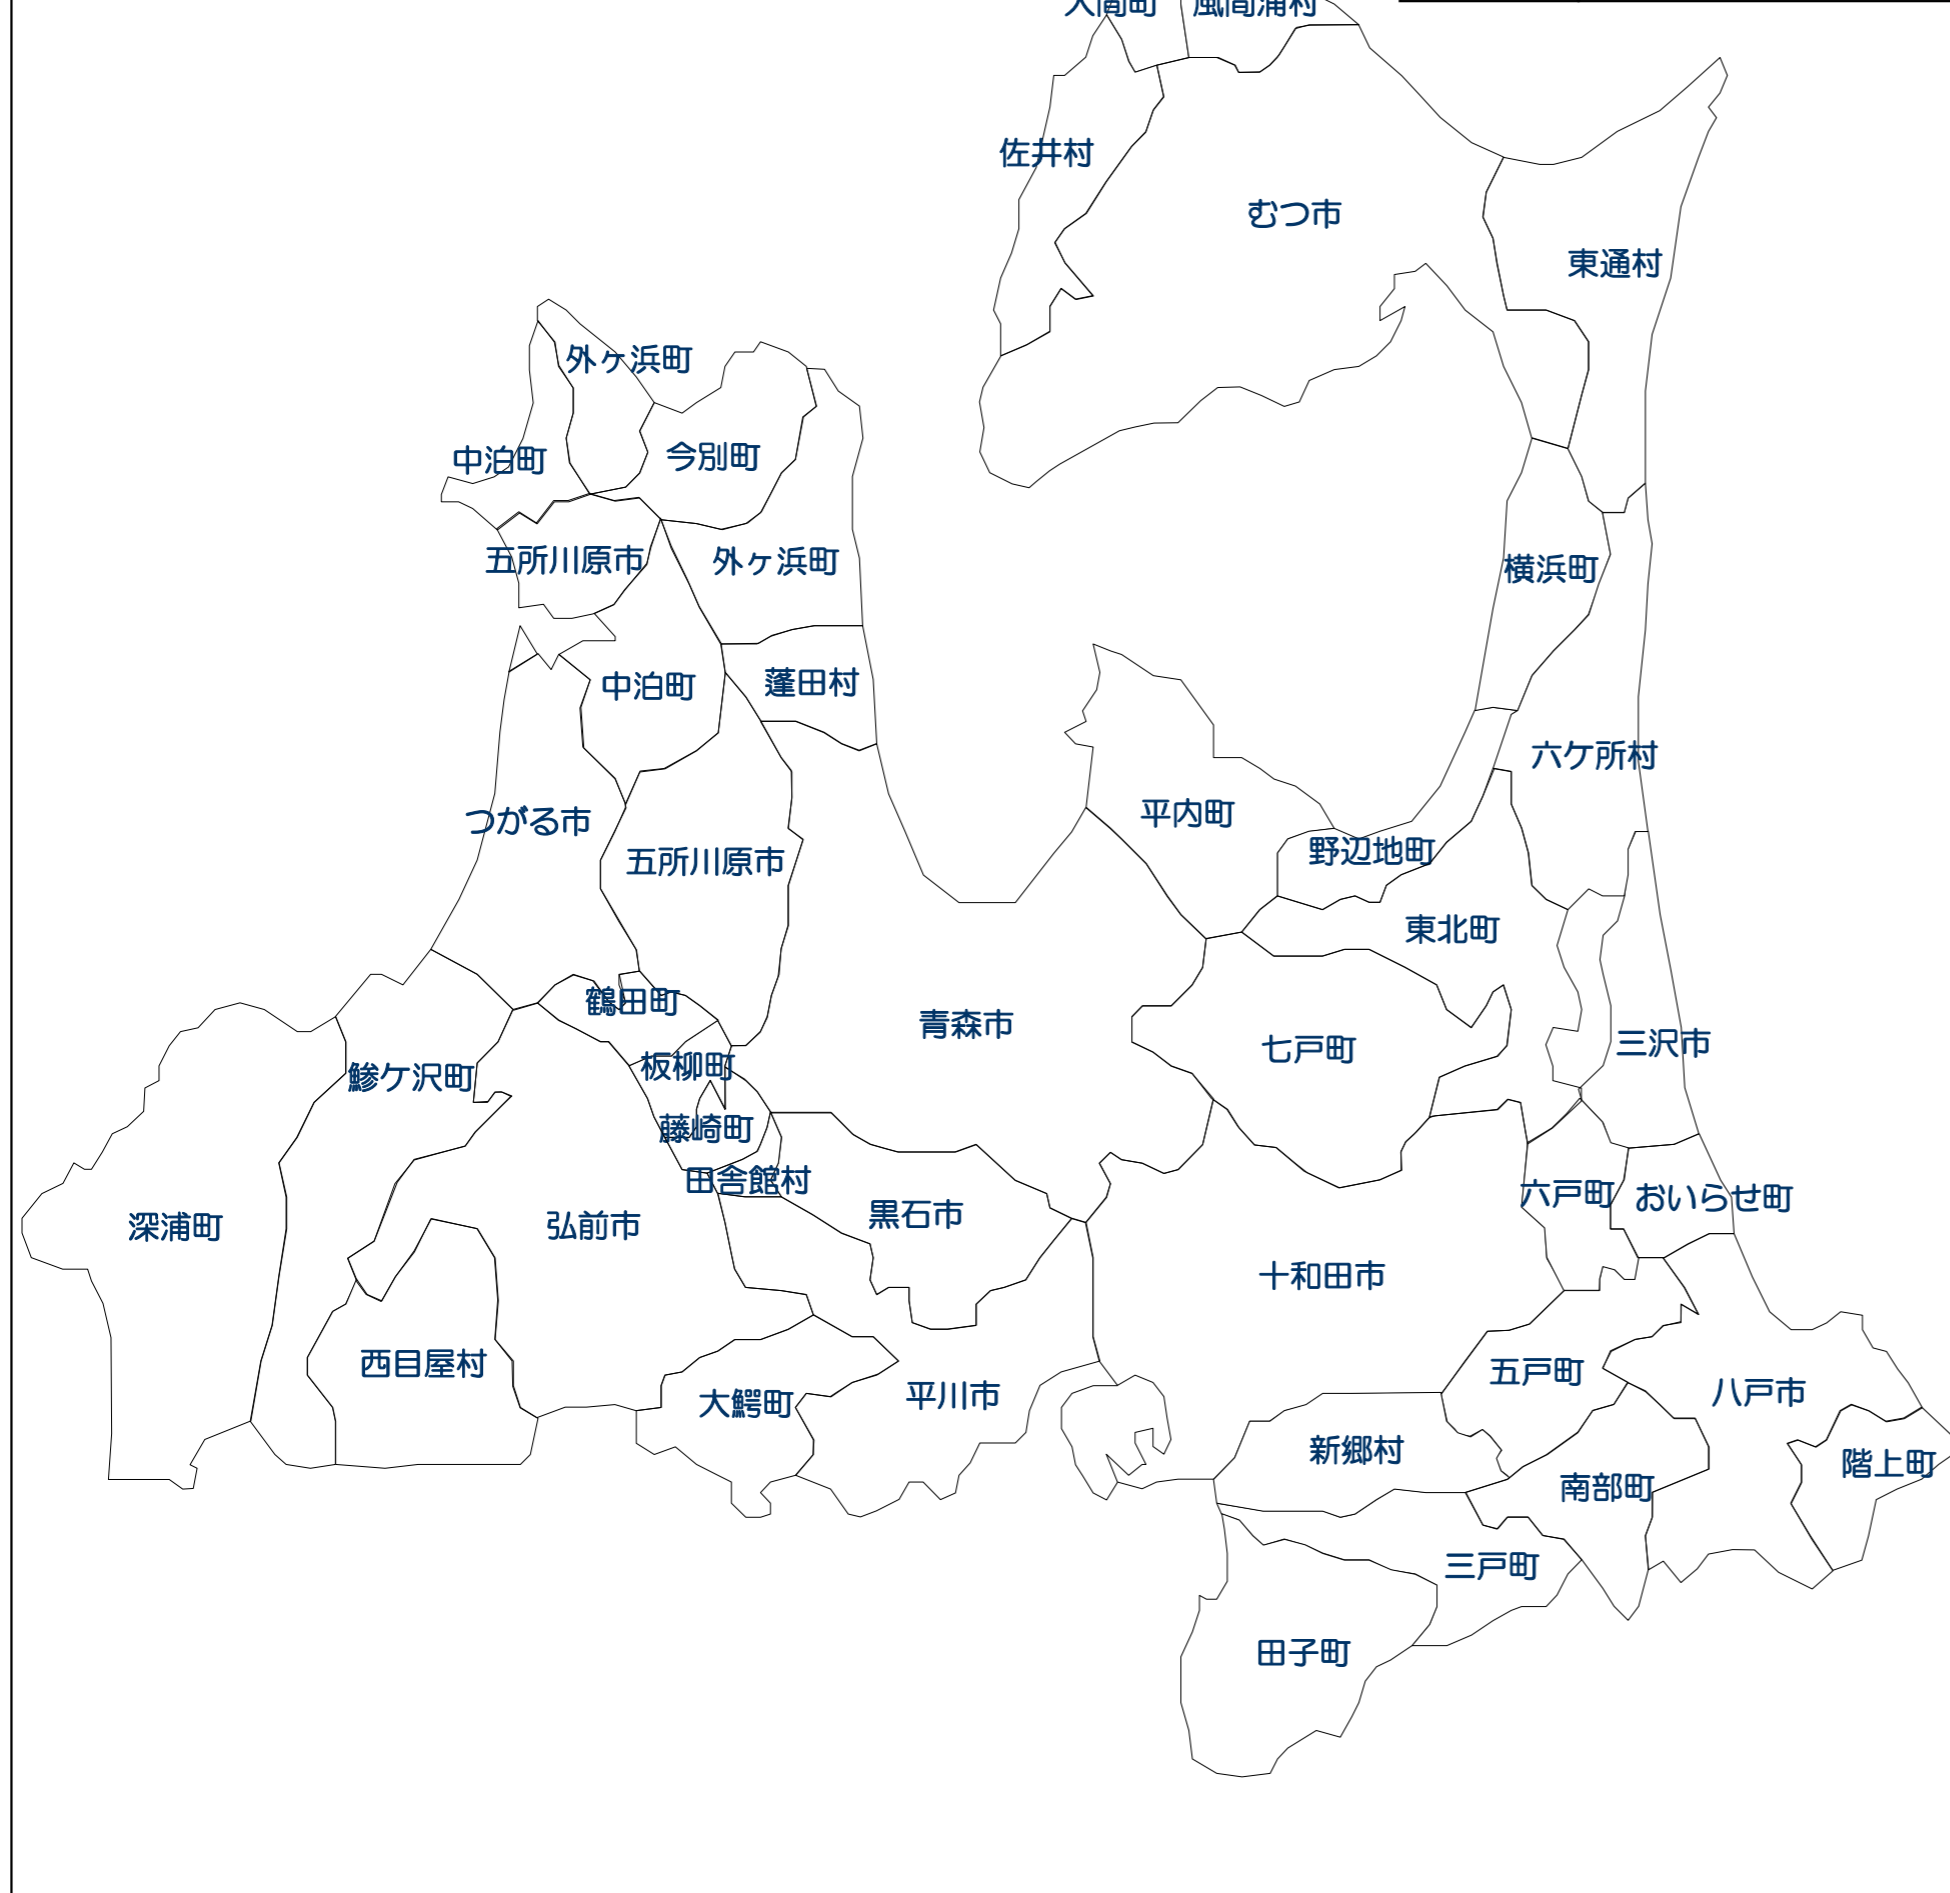 大間町
風間浦村
佐井村
むつ市
東通村
外ヶ浜町
中泊町
今別町
五所川原市
外ヶ浜町
横浜町
中泊町
蓬田村
六ケ所村
つがる市
平内町
五所川原市
野辺地町
東北町
鶴田町
青森市
三沢市
七戸町
板柳町
鰺ケ沢町
藤崎町
田舎館村
六戸町
おいらせ町
黒石市
深浦町
弘前市
十和田市
西目屋村
五戸町
八戸市
大鰐町
平川市
新郷村
階上町
南部町
三戸町
田子町